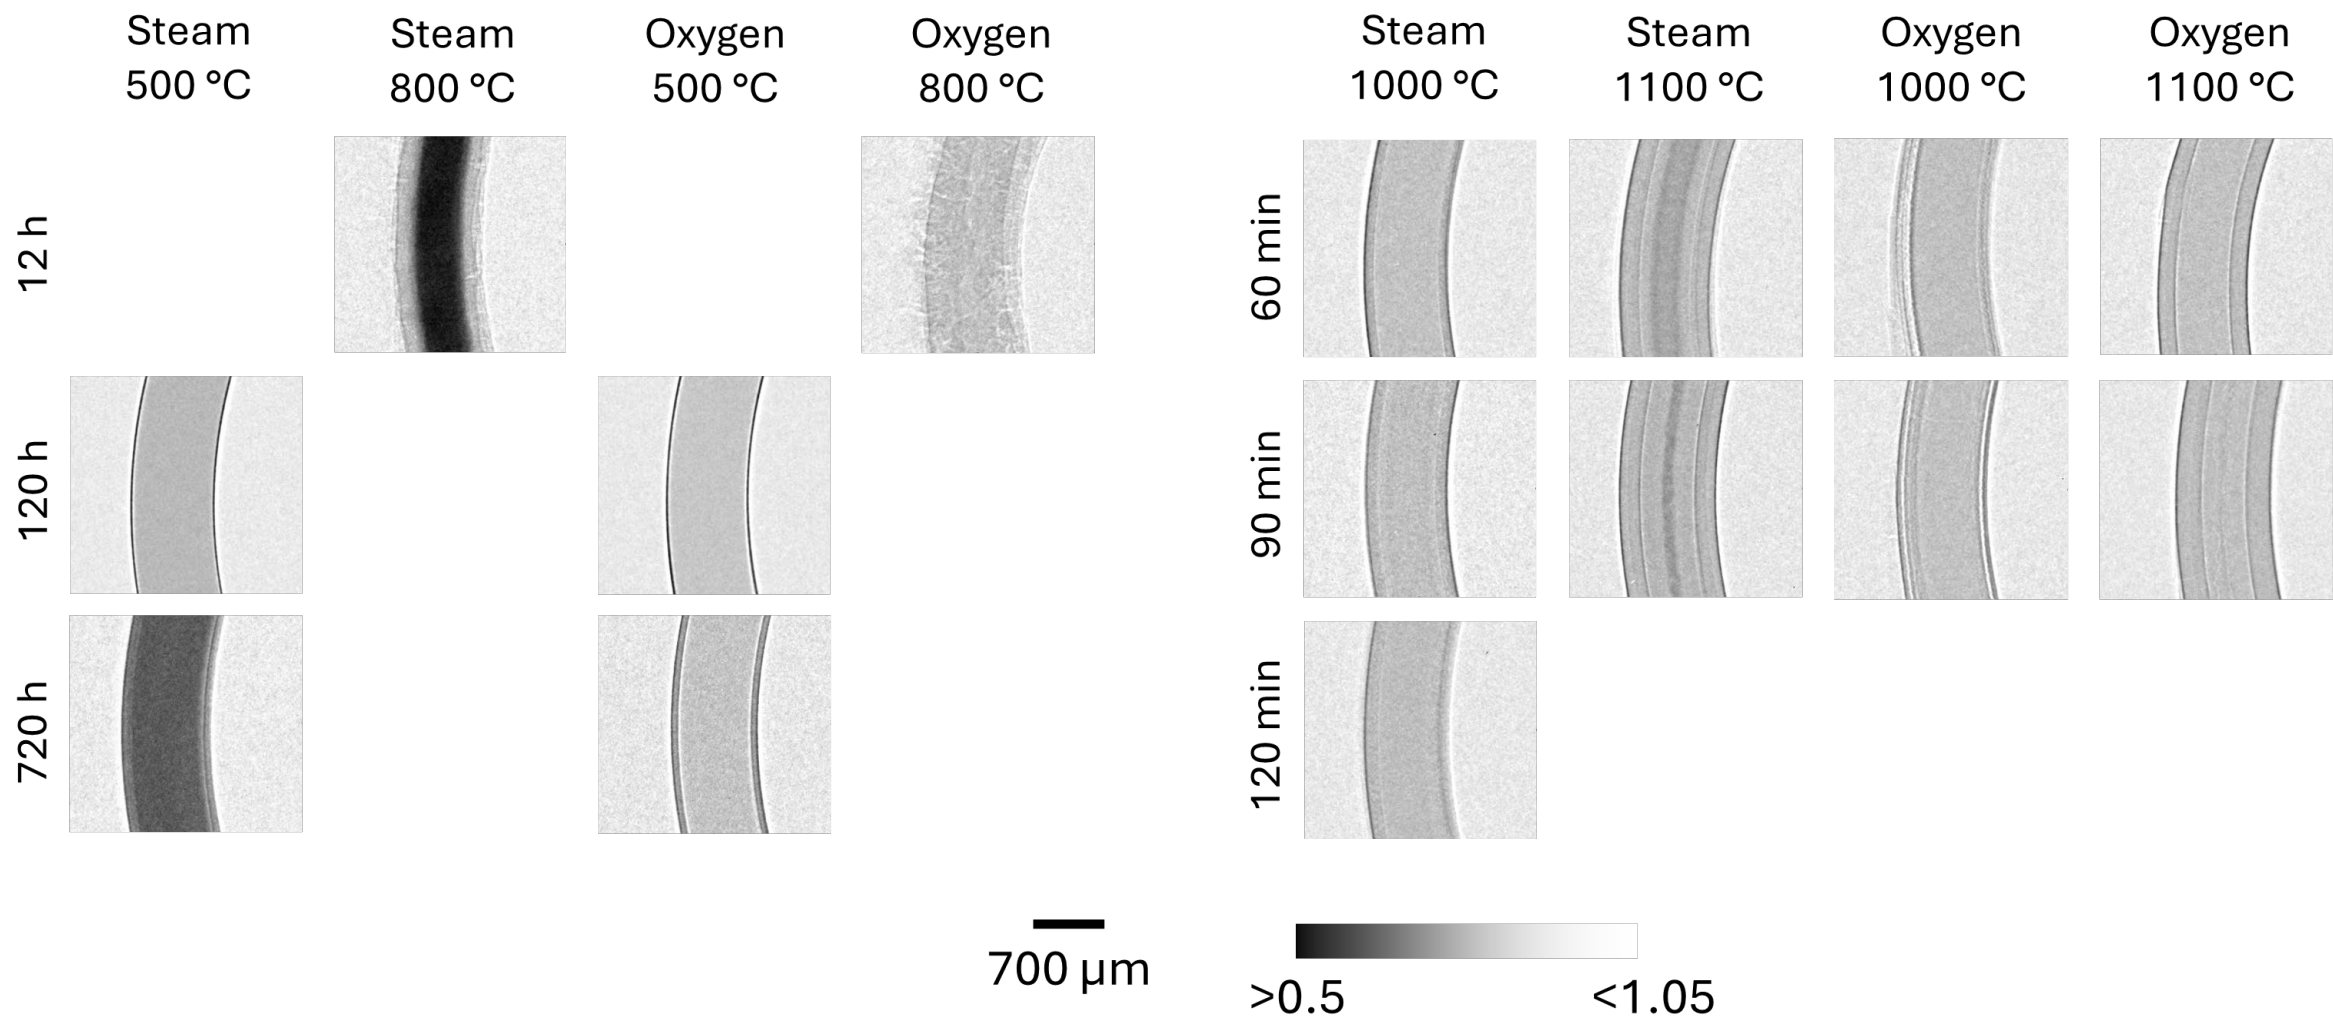 Steam
500 °C
Steam
800 °C
Oxygen
500 °C
Oxygen
800 °C
Steam
1000 °C
Steam
1100 °C
Oxygen
1000 °C
Oxygen
1100 °C
12 h
120 h
720 h
60 min
90 min
120 min
700 µm
>0.5
<1.05